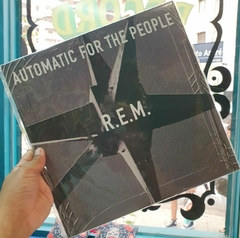 AUTOMATIC FOR THE PEOPLE
R.E.M.